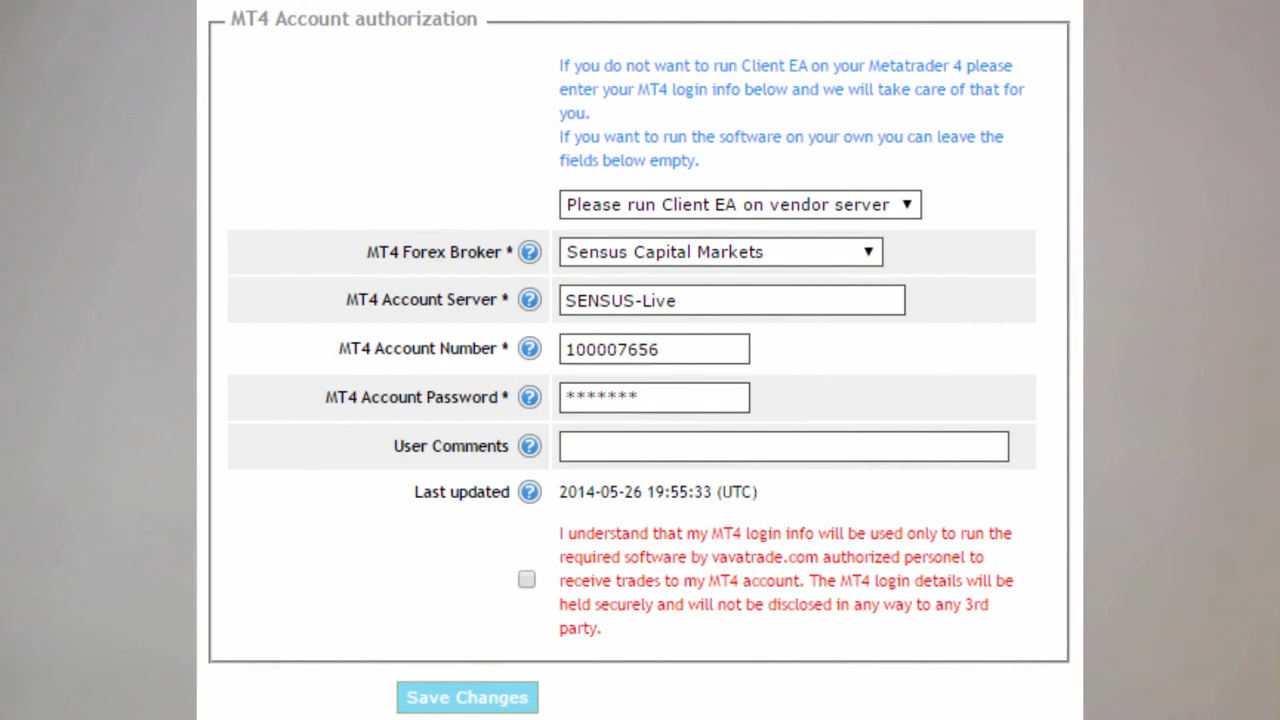 MT4 Account authorization
If you do not want to run Client EA on your Metatrader 4 please
enter your MT4 login info below and we will take care of that for
you.
If you want to run the software on your own you can leave the
fields below empty.
Please run Client EA on vendor server ▼
MT4 Forex Broker * ? Sensus Capital Markets ▼
MT4 Account Server * ? SENSUS-Live
MT4 Account Number * ? 100007656
MT4 Account Password * ? *******
User Comments ?
Last updated ? 2014-05-26 19:55:33 (UTC)
I understand that my MT4 login info will be used only to run the
required software by vavatrade.com authorized personel to
receive trades to my MT4 account. The MT4 login details will be
held securely and will not be disclosed in any way to any 3rd
party.
Save Changes